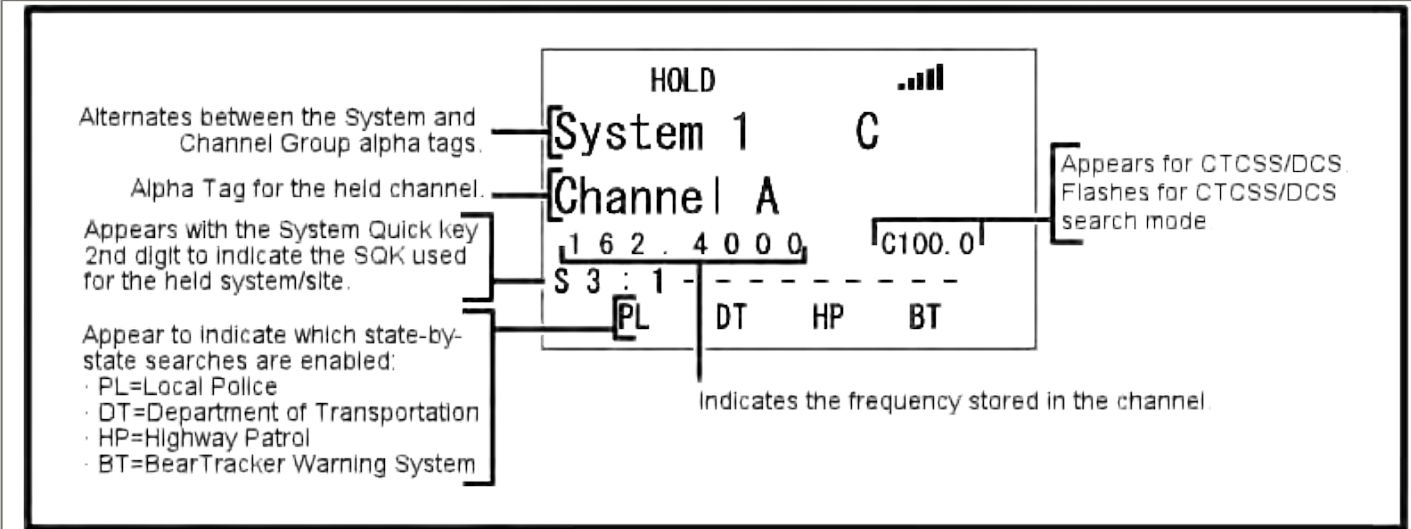 HOLD
System 1 C
Channel A
162.4000 C100.0
S3:1---------
PL DT HP BT
Alternates between the System and
Channel Group alpha tags.
Alpha Tag for the held channel.
Appears with the System Quick key
2nd digit to indicate the SQK used
for the held system/site.
Appear to indicate which state-by-
state searches are enabled:
· PL=Local Police
· DT=Department of Transportation
· HP=Highway Patrol
· BT=BearTracker Warning System
Appears for CTCSS/DCS.
Flashes for CTCSS/DCS
search mode.
Indicates the frequency stored in the channel.